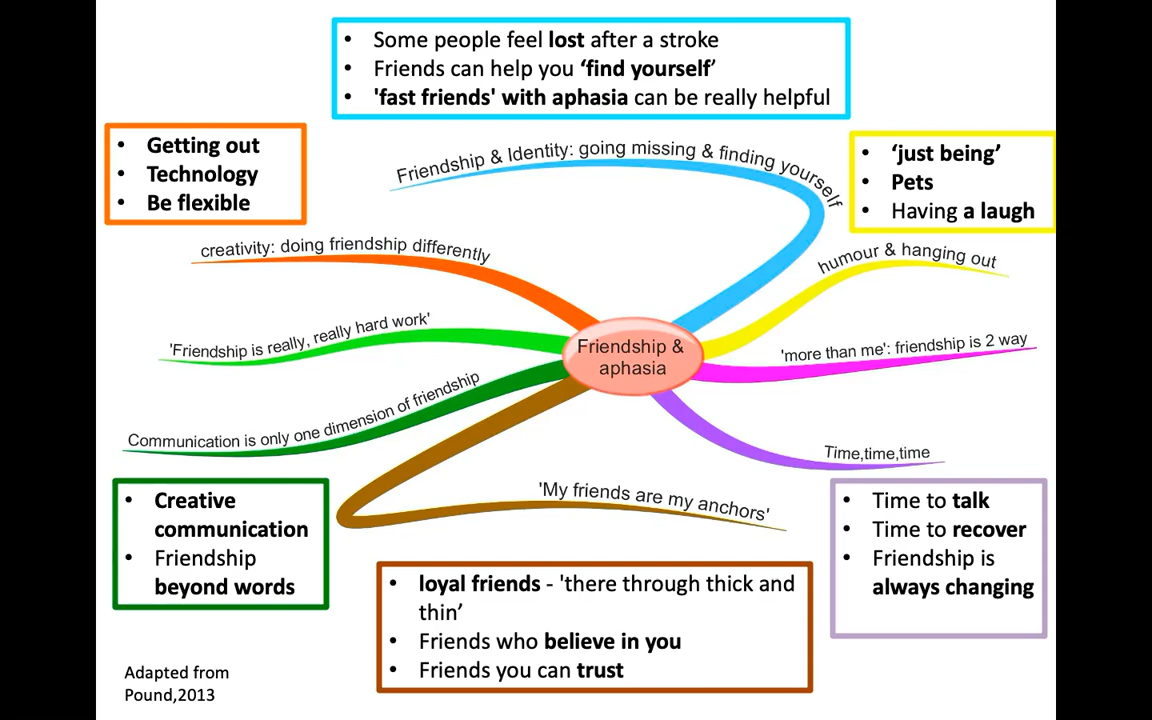 • Some people feel lost after a stroke
• Friends can help you ‘find yourself’
• 'fast friends' with aphasia can be really helpful
• Getting out
• Technology
• Be flexible
Friendship & Identity: going missing & finding yourself
• ‘just being’
• Pets
• Having a laugh
creativity: doing friendship differently
humour & hanging out
'Friendship is really, really hard work'
Friendship &
aphasia
'more than me': friendship is 2 way
Communication is only one dimension of friendship
Time,time,time
'My friends are my anchors'
• Creative
communication
• Friendship
beyond words
• Time to talk
• Time to recover
• Friendship is
always changing
• loyal friends - 'there through thick and
thin’
• Friends who believe in you
• Friends you can trust
Adapted from
Pound,2013